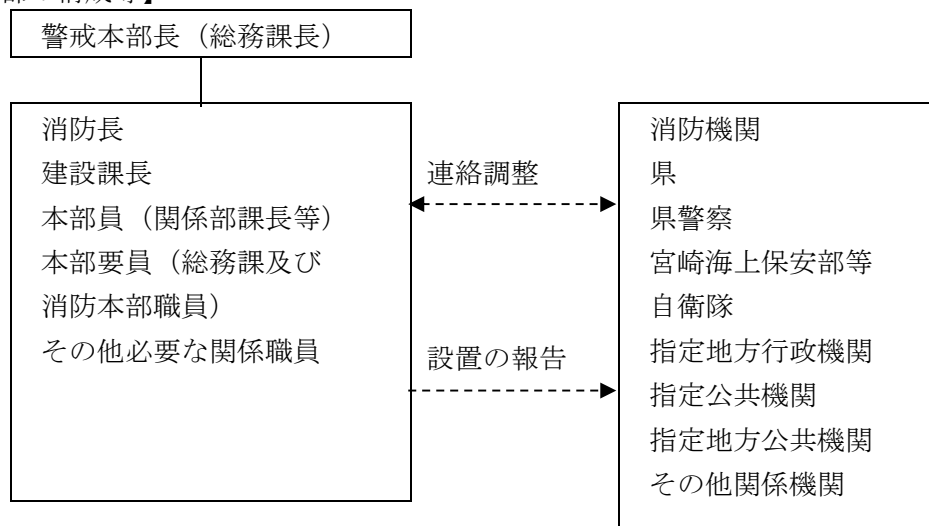 警戒本部長（総務課長）
消防長
建設課長
本部員（関係部課長等）
本部要員（総務課及び
消防本部職員）
その他必要な関係職員
連絡調整
設置の報告
消防機関
県
県警察
宮崎海上保安部等
自衛隊
指定地方行政機関
指定公共機関
指定地方公共機関
その他関係機関